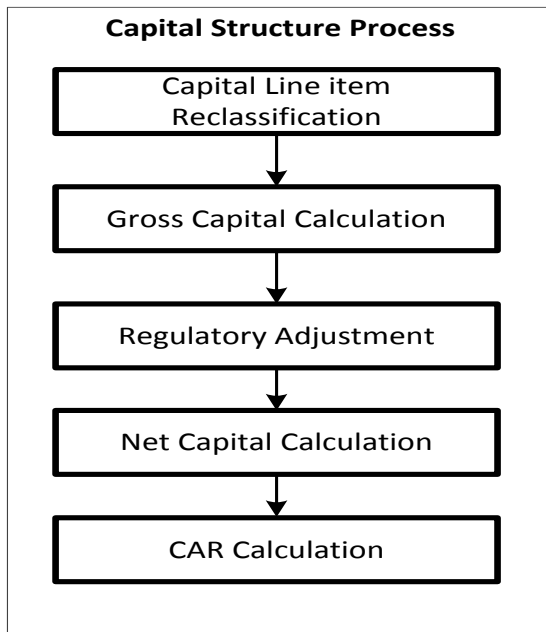 Capital Structure Process
Capital Line item
Reclassification
Gross Capital Calculation
Regulatory Adjustment
Net Capital Calculation
CAR Calculation